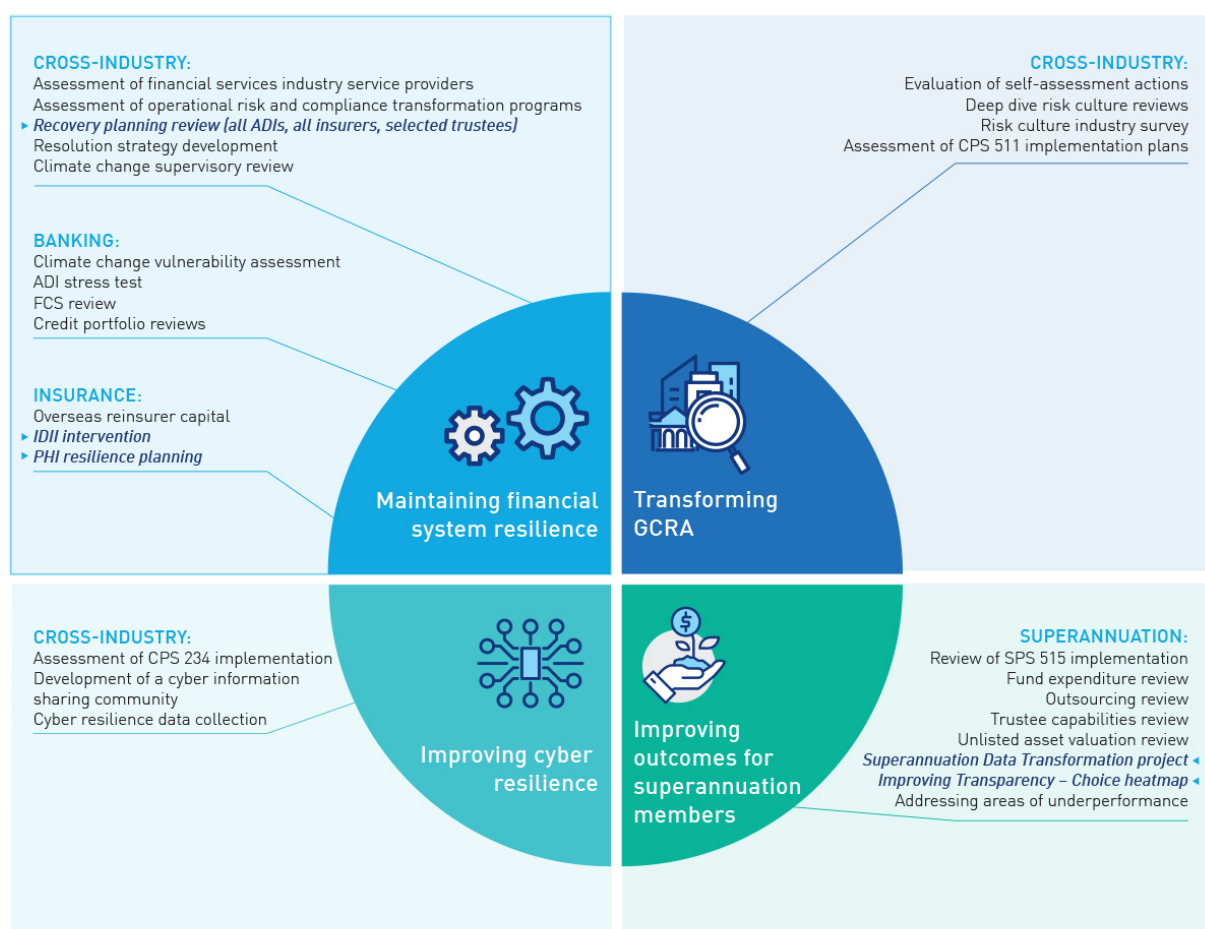 CROSS-INDUSTRY:
Assessment of financial services industry service providers
Assessment of operational risk and compliance transformation programs
Recovery planning review (all ADIs, all insurers, selected trustees)
Resolution strategy development
Climate change supervisory review
BANKING:
Climate change vulnerability assessment
ADI stress test
FCS review
Credit portfolio reviews
INSURANCE:
Overseas reinsurer capital
IDII intervention
PHI resilience planning
Maintaining financial
system resilience
CROSS-INDUSTRY:
Evaluation of self-assessment actions
Deep dive risk culture reviews
Risk culture industry survey
Assessment of CPS 511 implementation plans
Transforming
GCRA
CROSS-INDUSTRY:
Assessment of CPS 234 implementation
Development of a cyber information
sharing community
Cyber resilience data collection
Improving cyber
resilience
$
Improving
outcomes for
superannuation
members
SUPERANNUATION:
Review of SPS 515 implementation
Fund expenditure review
Outsourcing review
Trustee capabilities review
Unlisted asset valuation review
Superannuation Data Transformation project
Improving Transparency – Choice heatmap
Addressing areas of underperformance